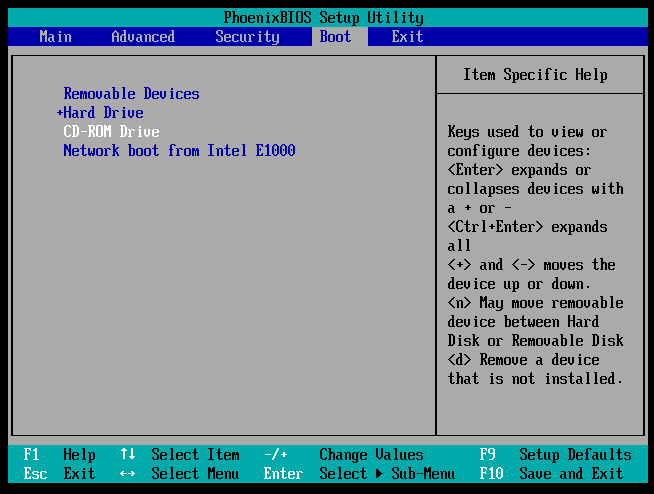 PhoenixBIOS Setup Utility
Main Advanced Security Boot Exit
Removable Devices
+Hard Drive
CD-ROM Drive
Network boot from Intel E1000
Item Specific Help
Keys used to view or
configure devices:
<Enter> expands or
collapses devices with
a + or -
<Ctrl+Enter> expands
all
<+> and <-> moves the
device up or down.
<n> May move removable
device between Hard
Disk or Removable Disk
<d> Remove a device
that is not installed.
F1 Help ↑↓ Select Item -/+ Change Values F9 Setup Defaults
Esc Exit ↔ Select Menu Enter Select ▶ Sub-Menu F10 Save and Exit